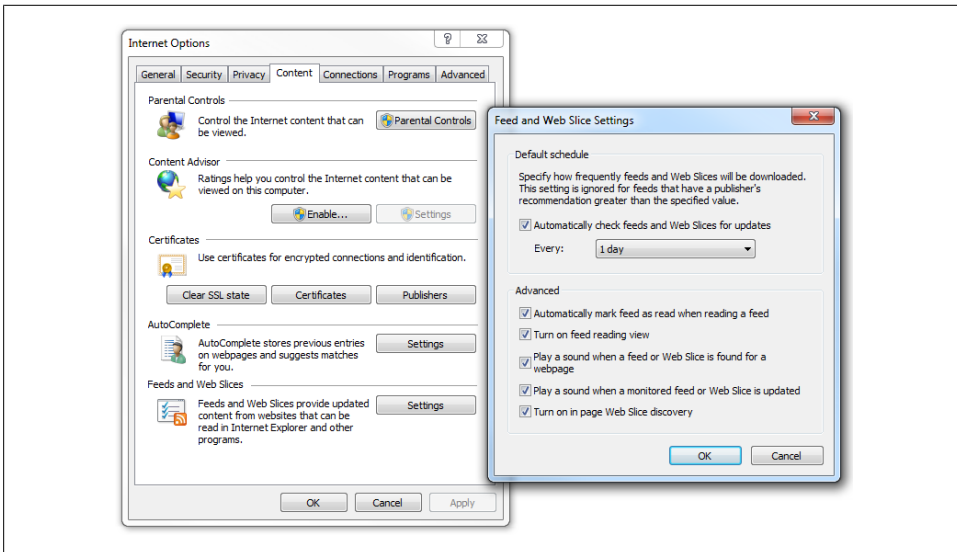 Internet Options
General Security Privacy Content Connections Programs Advanced
Parental Controls
Control the Internet content that can
be viewed.
Parental Controls
Content Advisor
Ratings help you control the Internet content that can be
viewed on this computer.
Enable...
Settings
Certificates
Use certificates for encrypted connections and identification.
Clear SSL state
Certificates
Publishers
AutoComplete
AutoComplete stores previous entries
on webpages and suggests matches
for you.
Settings
Feeds and Web Slices
Feeds and Web Slices provide updated
content from websites that can be
read in Internet Explorer and other
programs.
Settings
OK
Cancel
Apply
Feed and Web Slice Settings
Default schedule
Specify how frequently feeds and Web Slices will be downloaded.
This setting is ignored for feeds that have a publisher's
recommendation greater than the specified value.
Automatically check feeds and Web Slices for updates
Every: 1 day
Advanced
Automatically mark feed as read when reading a feed
Turn on feed reading view
Play a sound when a feed or Web Slice is found for a
webpage
Play a sound when a monitored feed or Web Slice is updated
Turn on in page Web Slice discovery
OK
Cancel